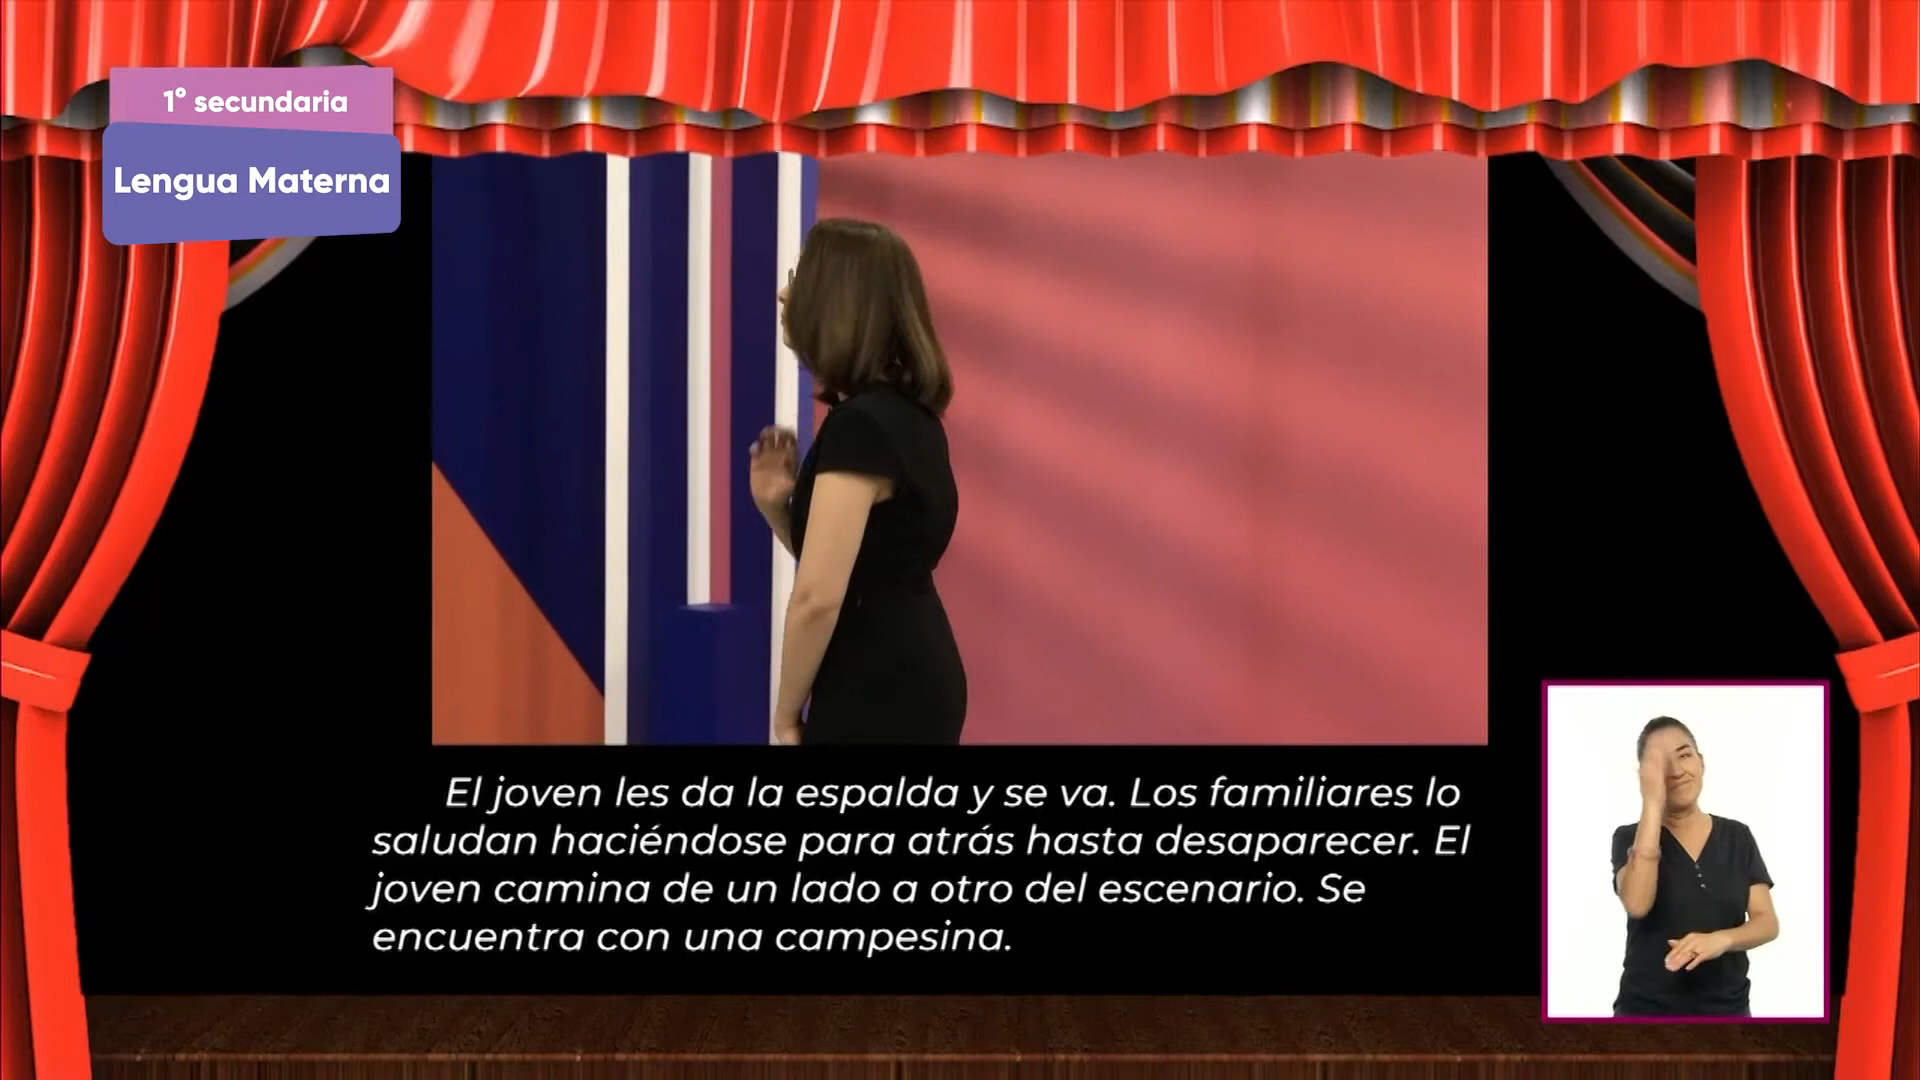 1° secundaria
Lengua Materna
El joven les da la espalda y se va. Los familiares lo
saludan haciéndose para atrás hasta desaparecer. El
joven camina de un lado a otro del escenario. Se
encuentra con una campesina.